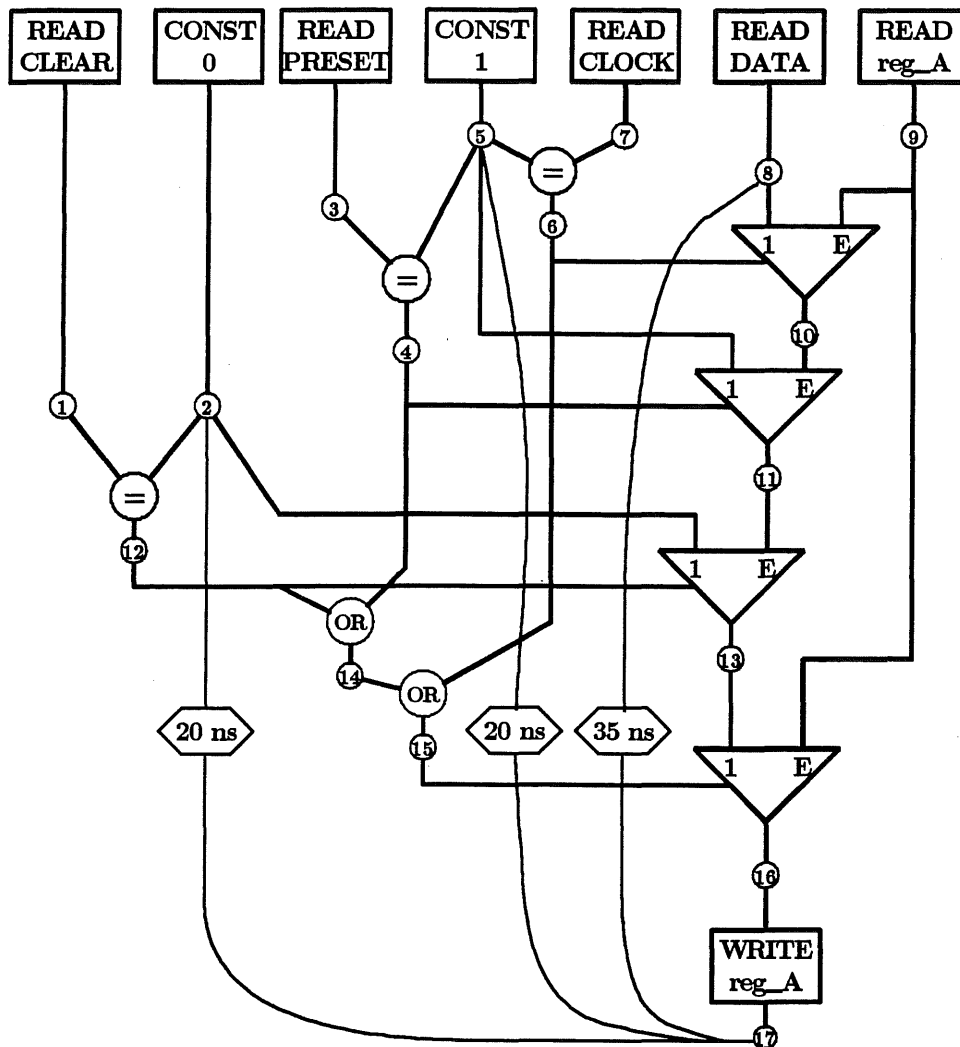 READ CLEAR
CONST 0
READ PRESET
CONST 1
READ CLOCK
READ DATA
READ reg_A
5
7
9
=
8
3
6
1 E
=
10
4
1 E
1
2
11
=
12
1 E
OR
13
14
OR
20 ns
20 ns
35 ns
15
1 E
16
WRITE
reg_A
17